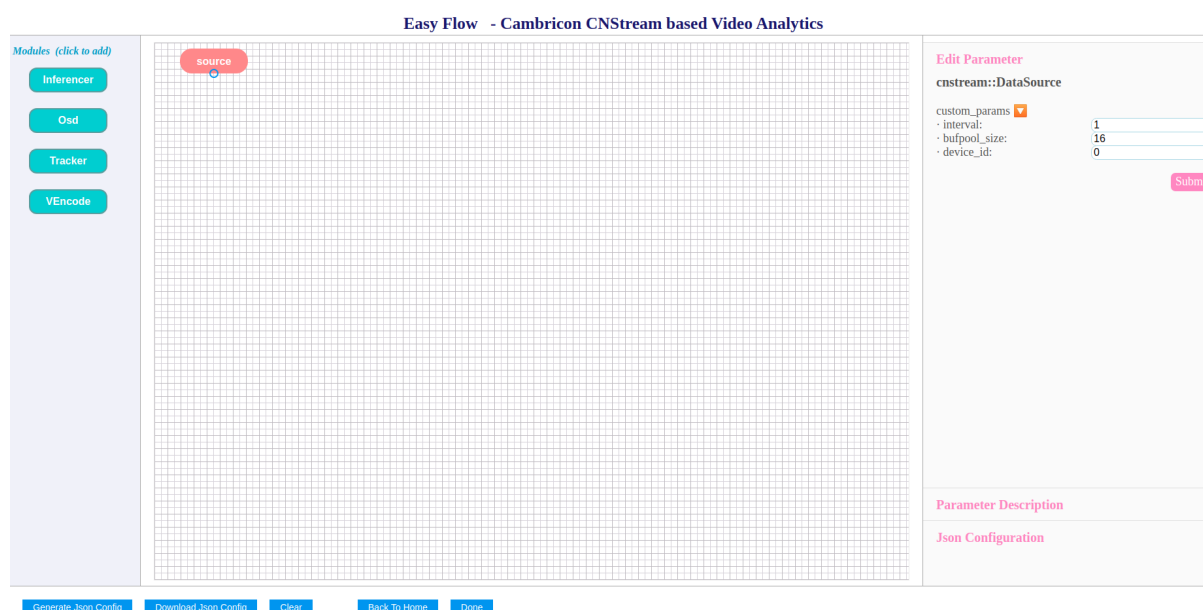 Easy Flow - Cambricon CNStream based Video Analytics
Modules (click to add)
Inferencer
Osd
Tracker
VEncode
source
Edit Parameter
cnstream::DataSource
custom_params
· interval: 1
· bufpool_size: 16
· device_id: 0
Subm
Parameter Description
Json Configuration
Generate Json Config Download Json Config Clear Back To Home Done